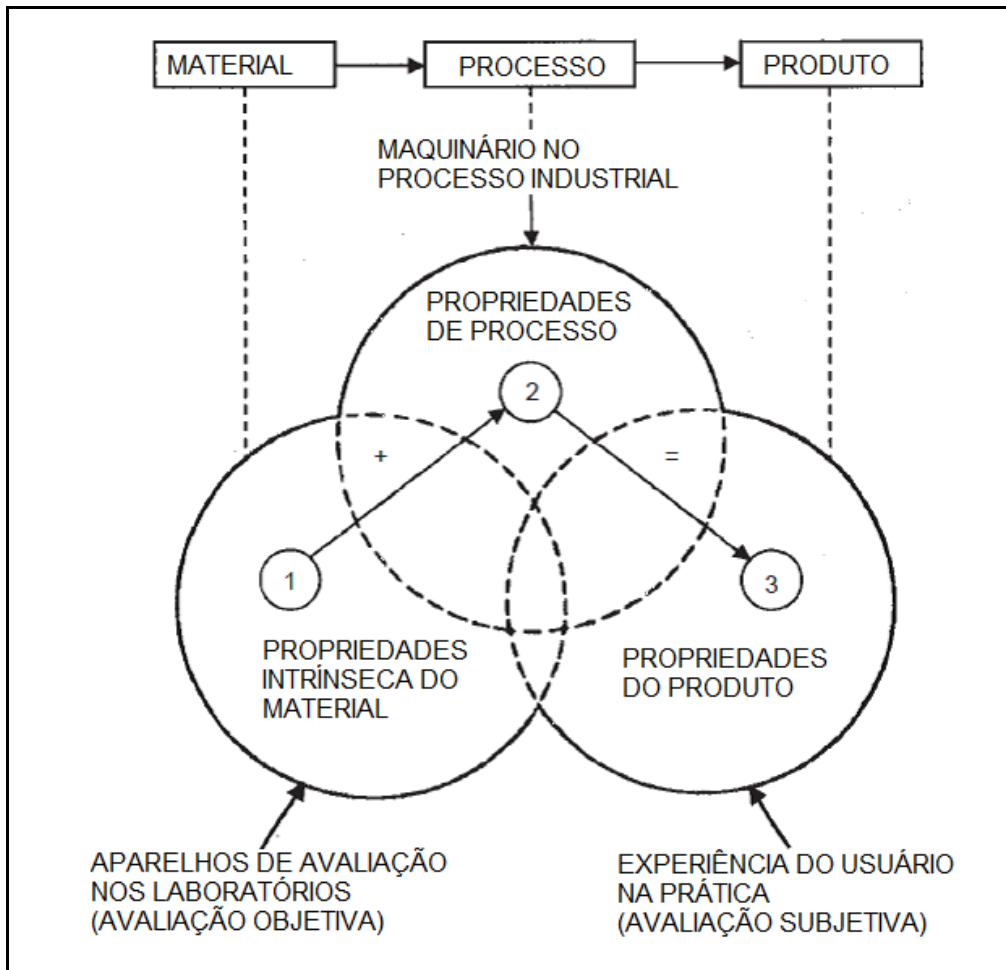 MATERIAL
PROCESSO
PRODUTO
MAQUINÁRIO NO
PROCESSO INDUSTRIAL
PROPRIEDADES
DE PROCESSO
2
+
=
1
3
PROPRIEDADES
INTRÍNSECA DO
MATERIAL
PROPRIEDADES
DO PRODUTO
APARELHOS DE AVALIAÇÃO
NOS LABORATÓRIOS
(AVALIAÇÃO OBJETIVA)
EXPERIÊNCIA DO USUÁRIO
NA PRÁTICA
(AVALIAÇÃO SUBJETIVA)